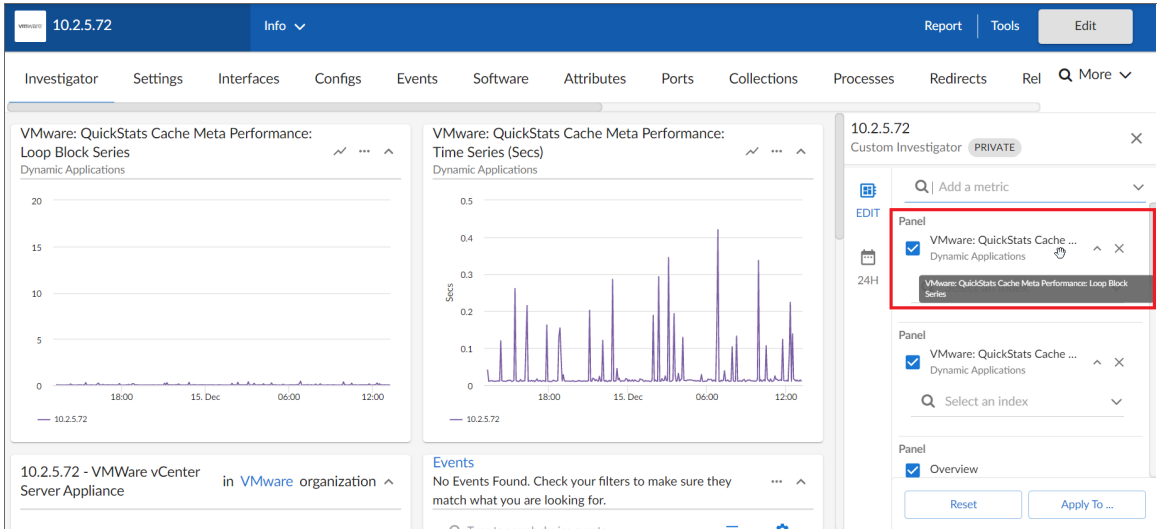 vmware
10.2.5.72
Info
Report
Tools
Edit
Investigator
Settings
Interfaces
Configs
Events
Software
Attributes
Ports
Collections
Processes
Redirects
Rel
More
VMware: QuickStats Cache Meta Performance:
Loop Block Series
Dynamic Applications
20
15
10
5
0
18:00
15. Dec
06:00
12:00
10.2.5.72
VMware: QuickStats Cache Meta Performance:
Time Series (Secs)
Dynamic Applications
Secs
0.5
0.4
0.3
0.2
0.1
0
18:00
15. Dec
06:00
12:00
10.2.5.72
10.2.5.72 - VMWare vCenter
Server Appliance
in VMware organization
Events
No Events Found. Check your filters to make sure they
match what you are looking for.
10.2.5.72
Custom Investigator PRIVATE
EDIT
24H
Add a metric
Panel
VMware: QuickStats Cache ...
Dynamic Applications
VMware: QuickStats Cache Meta Performance: Loop Block
Series
Panel
VMware: QuickStats Cache ...
Dynamic Applications
Select an index
Panel
Overview
Reset
Apply To ...